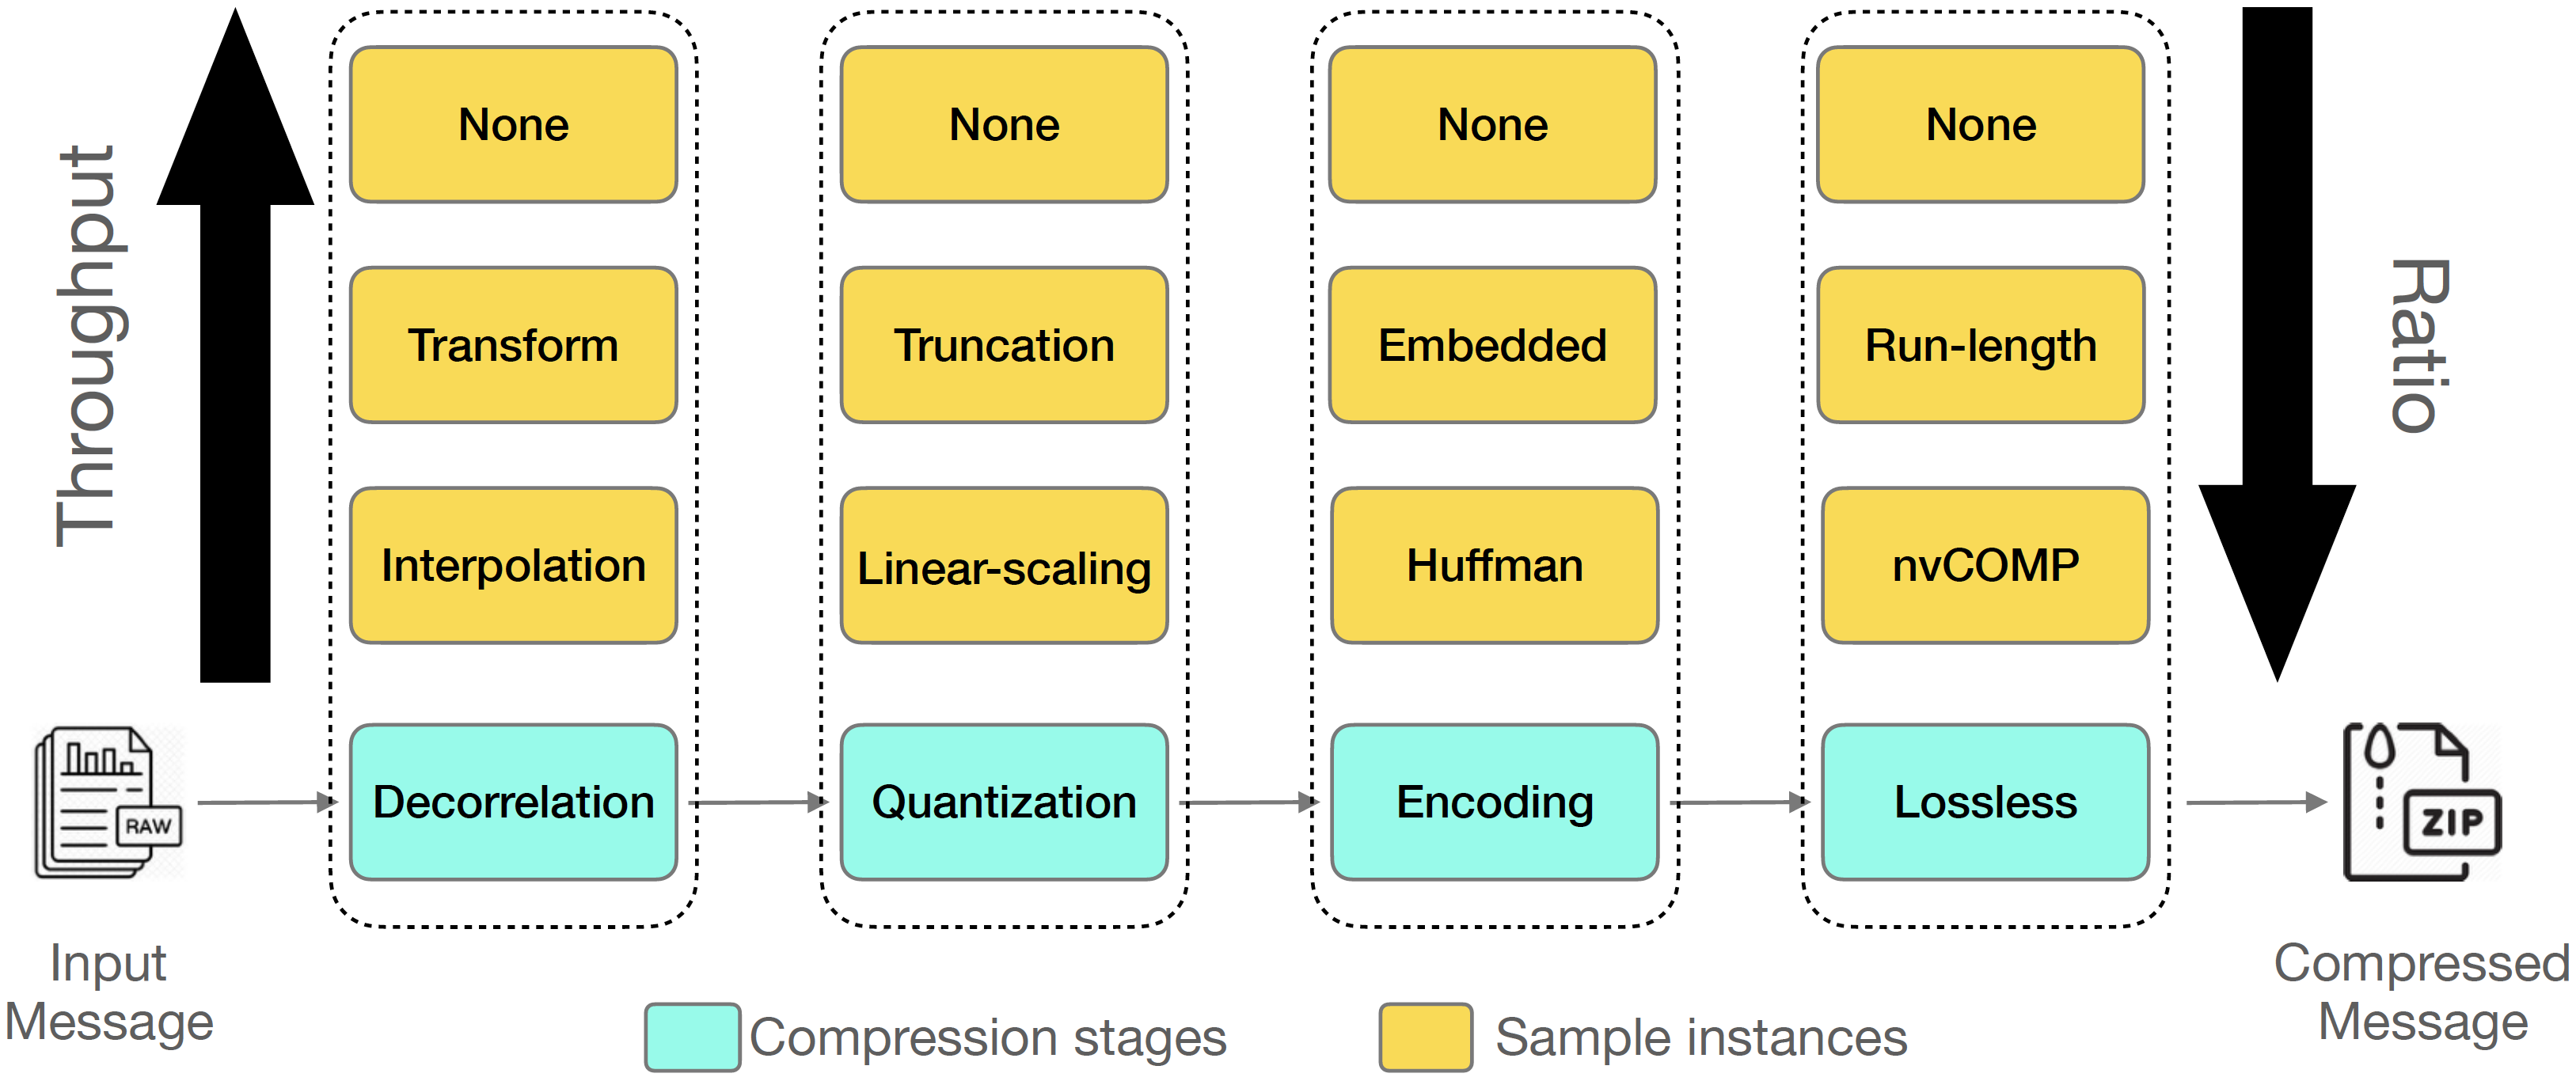 Throughput
None
None
None
None
Ratio
Transform
Truncation
Embedded
Run-length
Interpolation
Linear-scaling
Huffman
nvCOMP
RAW
Decorrelation
Quantization
Encoding
Lossless
ZIP
Input
Message
Compressed
Message
Compression stages
Sample instances